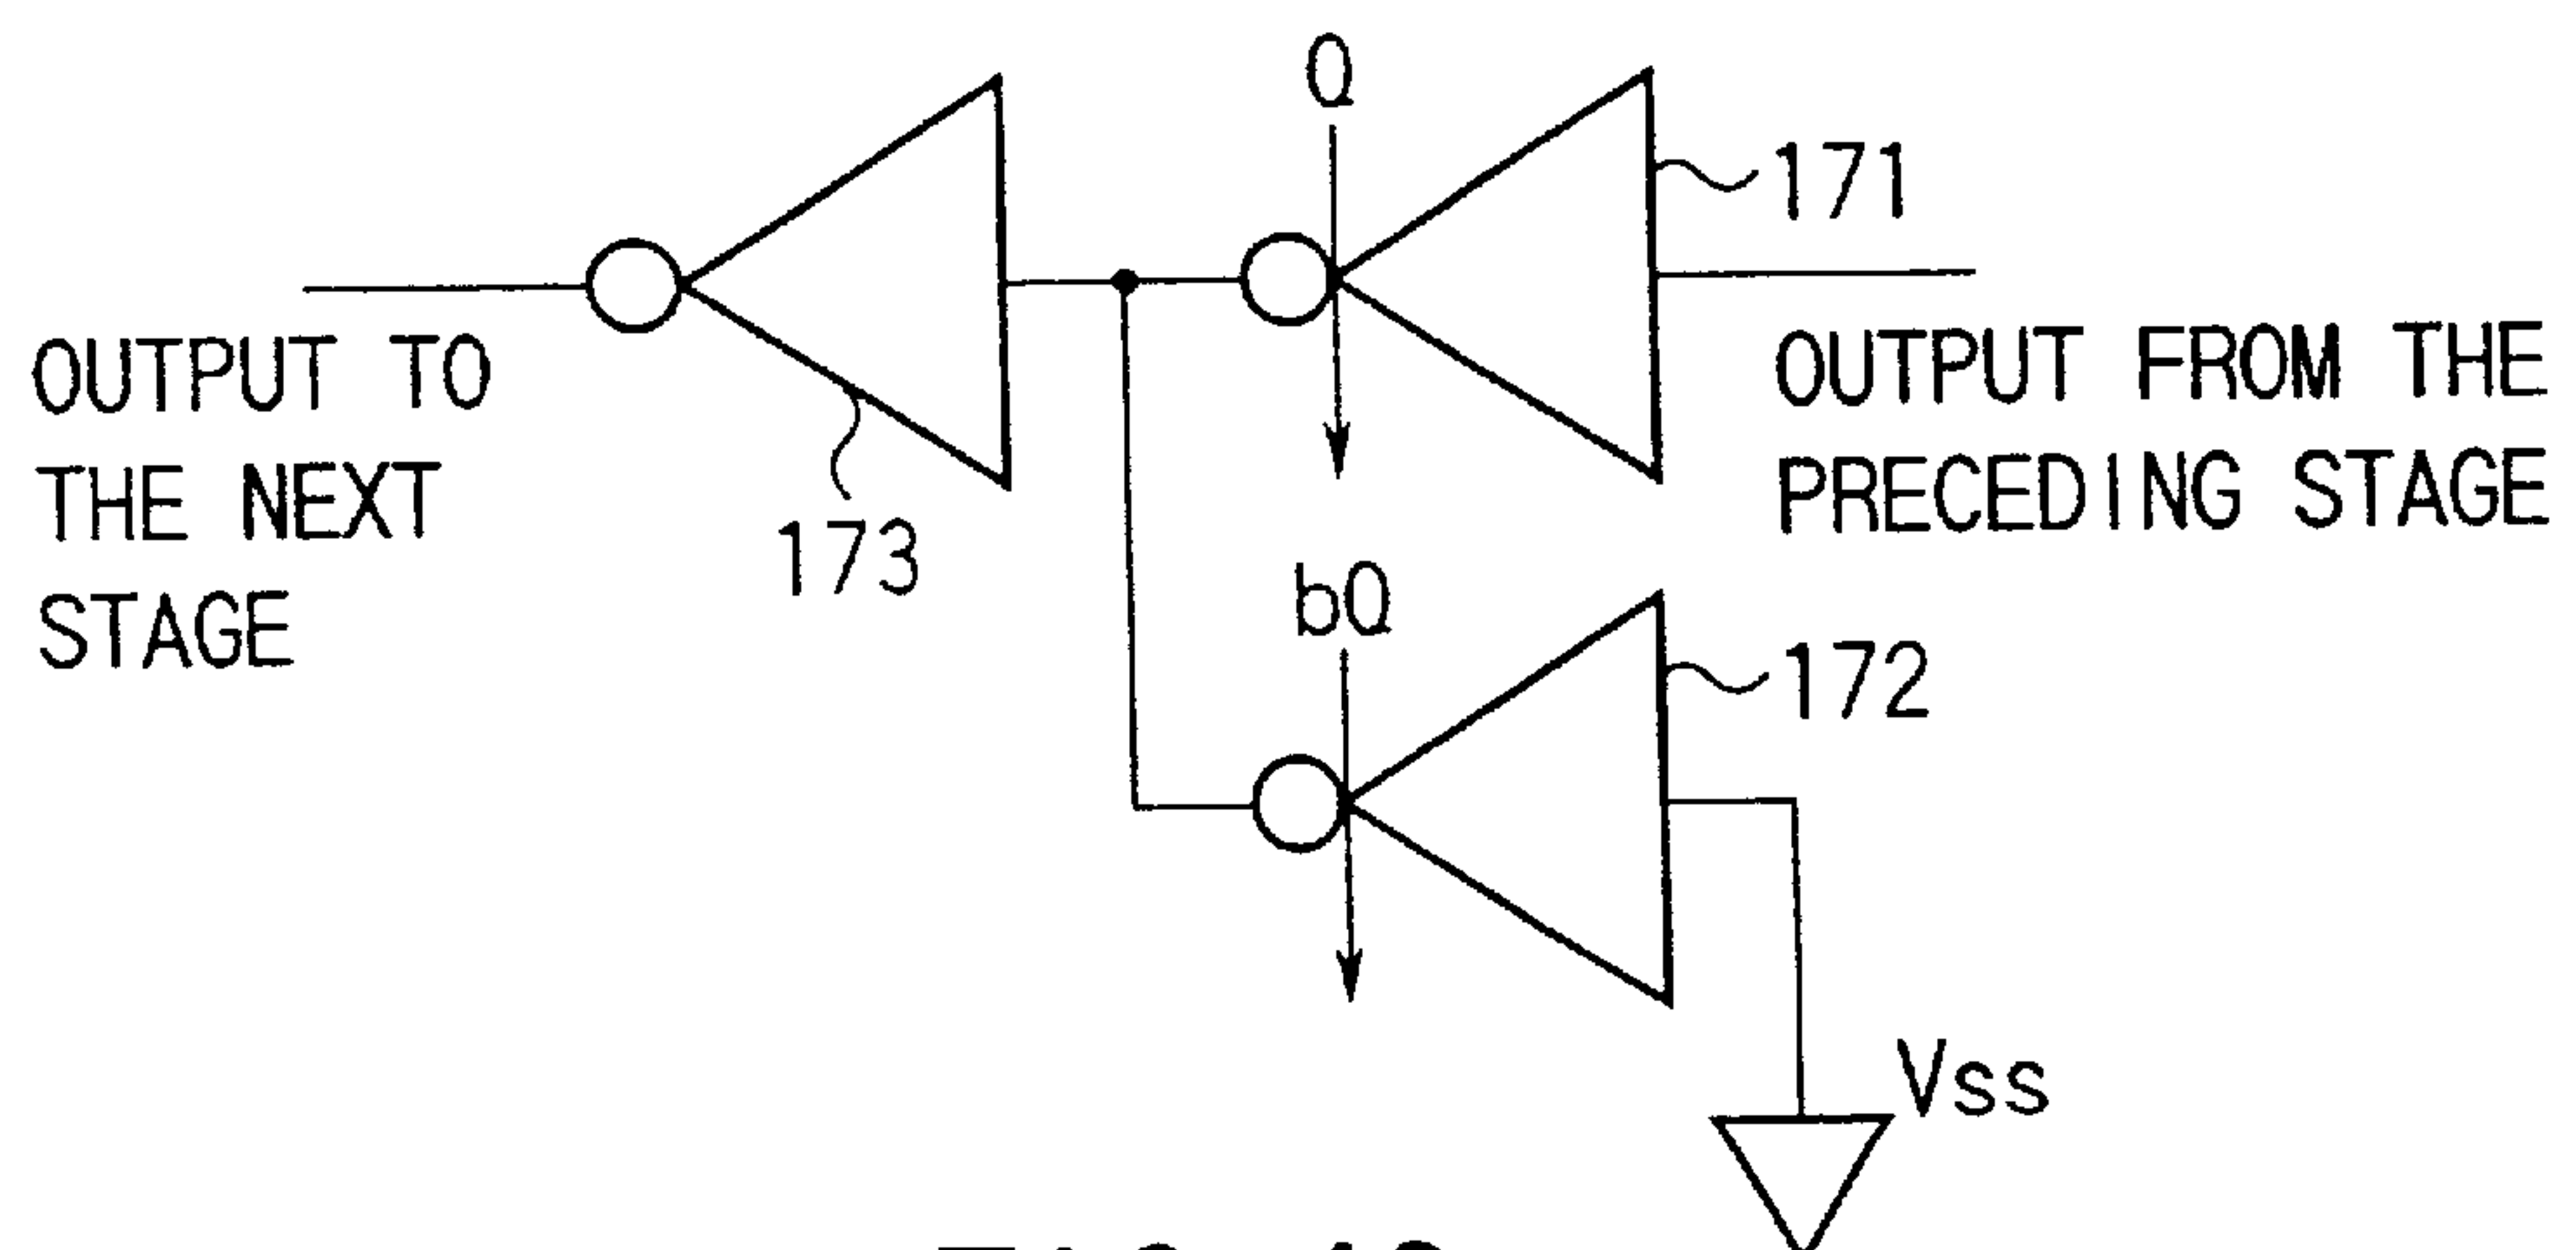 Q
171
OUTPUT TO
THE NEXT
STAGE
OUTPUT FROM THE
PRECEDING STAGE
173
bQ
172
Vss